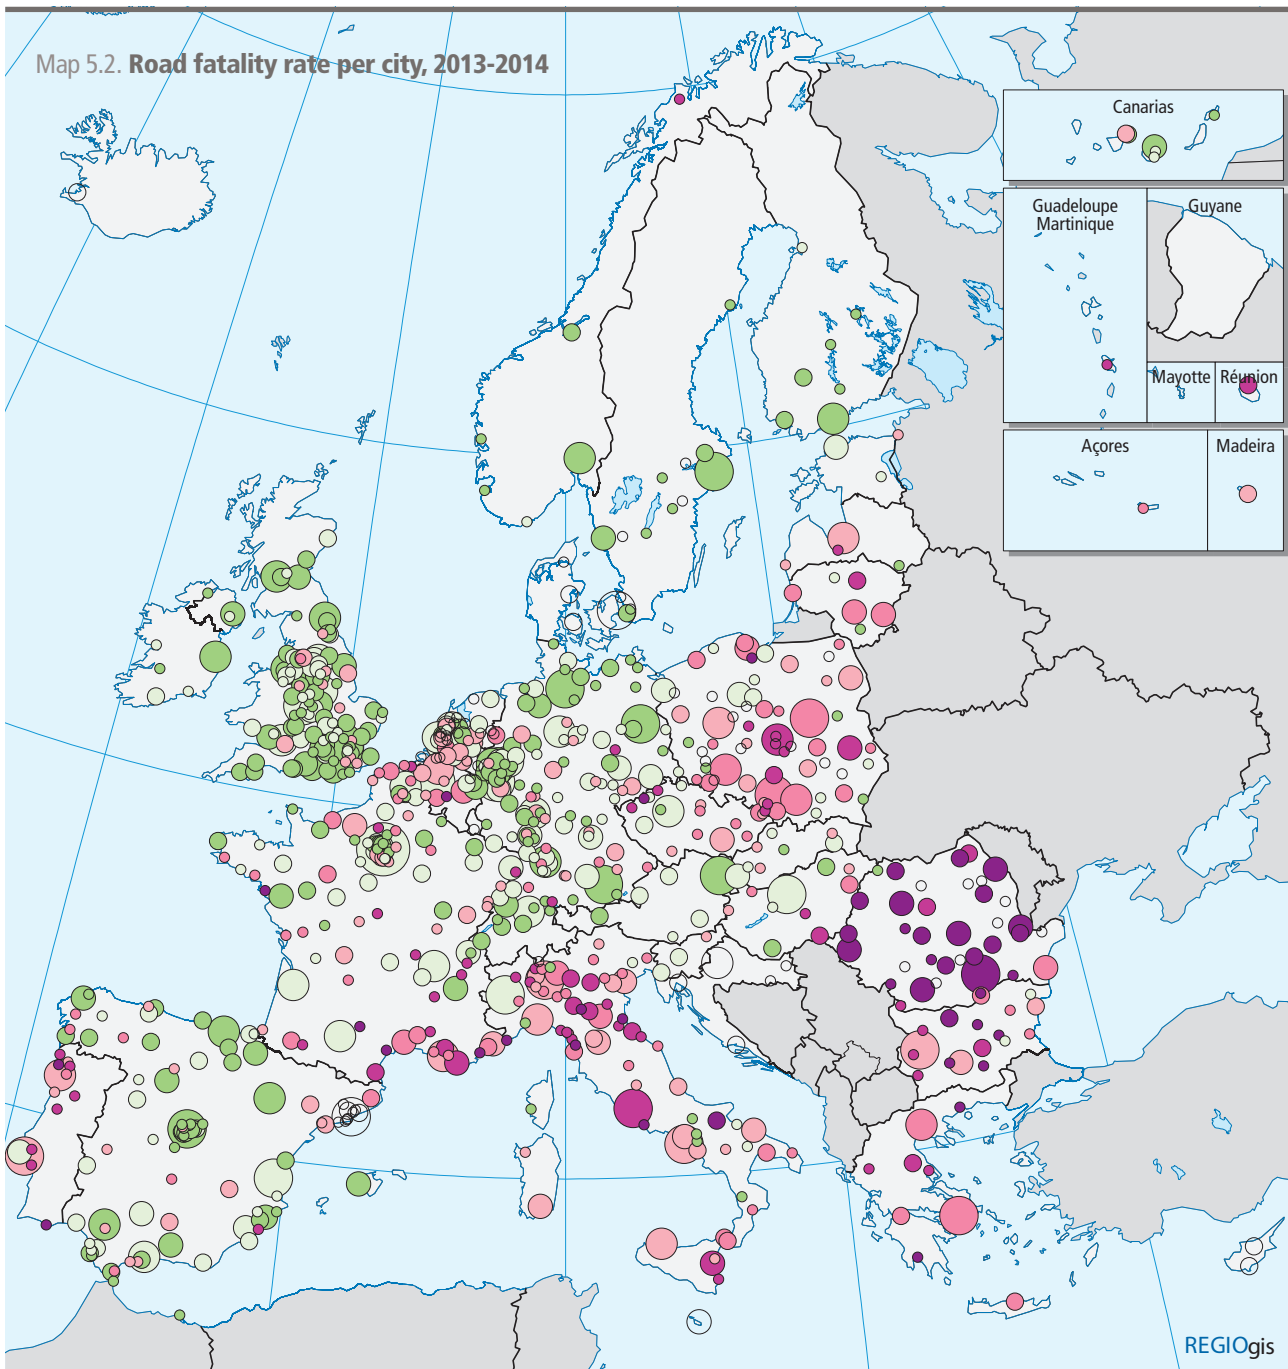 Map 5.2. Road fatality rate per city, 2013-2014
Canarias
Guadeloupe
Martinique
Guyane
Mayotte
Réunion
Açores
Madeira
REGIOgis